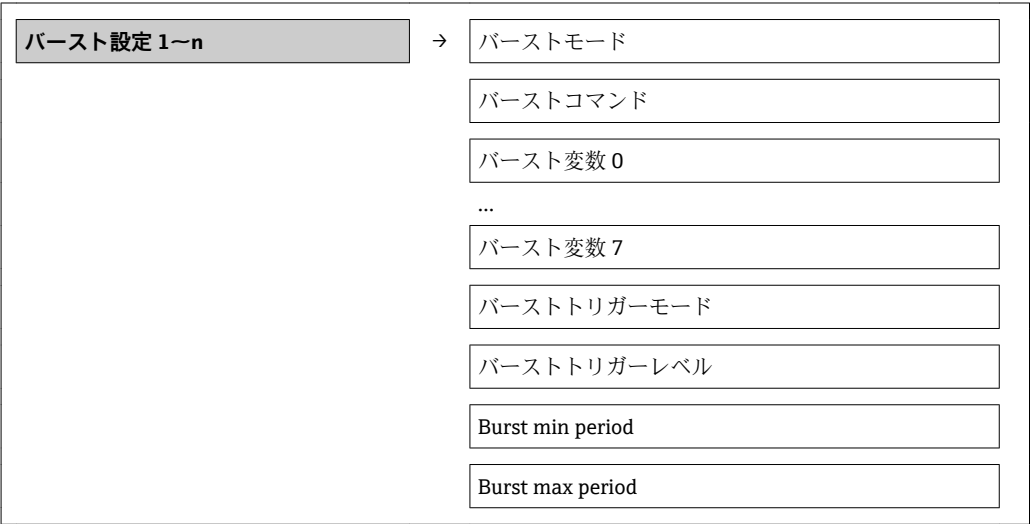 バースト設定 1～n → バーストモード
バーストコマンド
バースト変数 0
...
バースト変数 7
バーストトリガーモード
バーストトリガーレベル
Burst min period
Burst max period